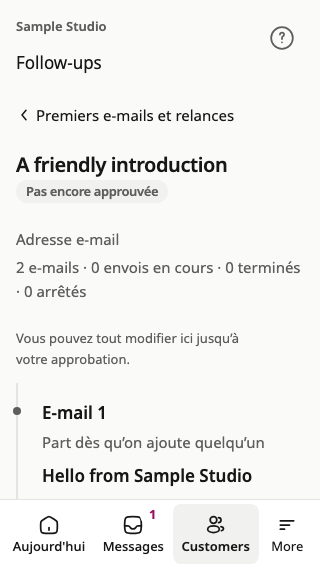 Sample Studio
Follow-ups
Premiers e-mails et relances
A friendly introduction
Pas encore approuvée
Adresse e-mail
2 e-mails · 0 envois en cours · 0 terminés
· 0 arrêtés
Vous pouvez tout modifier ici jusqu’à
votre approbation.
E-mail 1
Part dès qu’on ajoute quelqu’un
Hello from Sample Studio
1
Aujourd'hui Messages Customers More